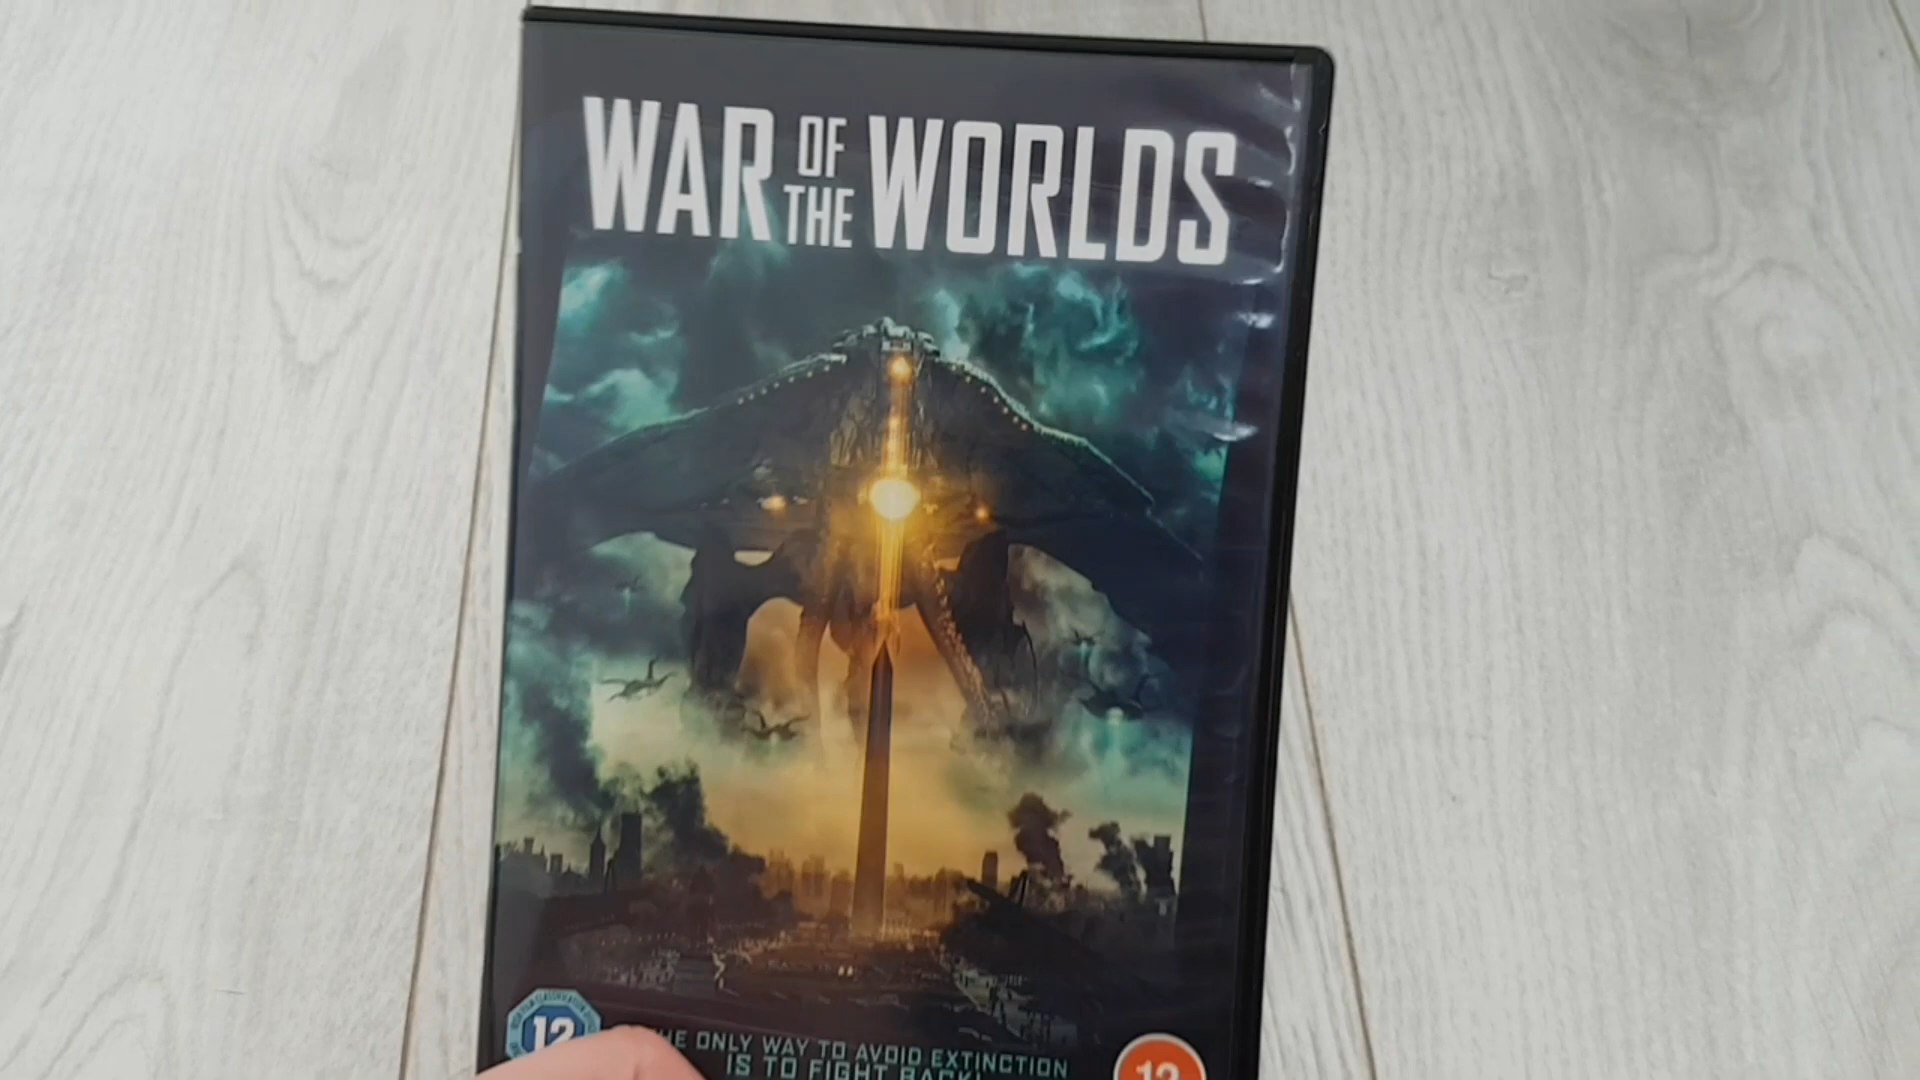 WAR OF THE WORLDS
12
THE ONLY WAY TO AVOID EXTINCTION
IS TO FIGHT BACK!
12